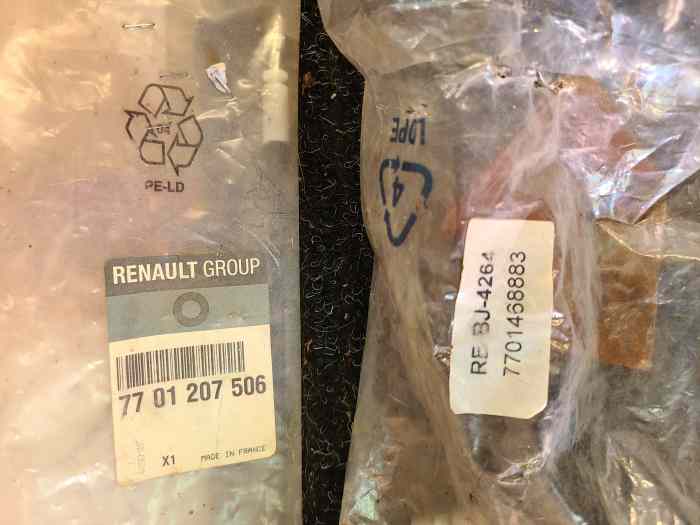 PE-LD
RENAULT GROUP
77 01 207 506
X1 MADE IN FRANCE
LDPE
4
RE BJ-4264
7701468883